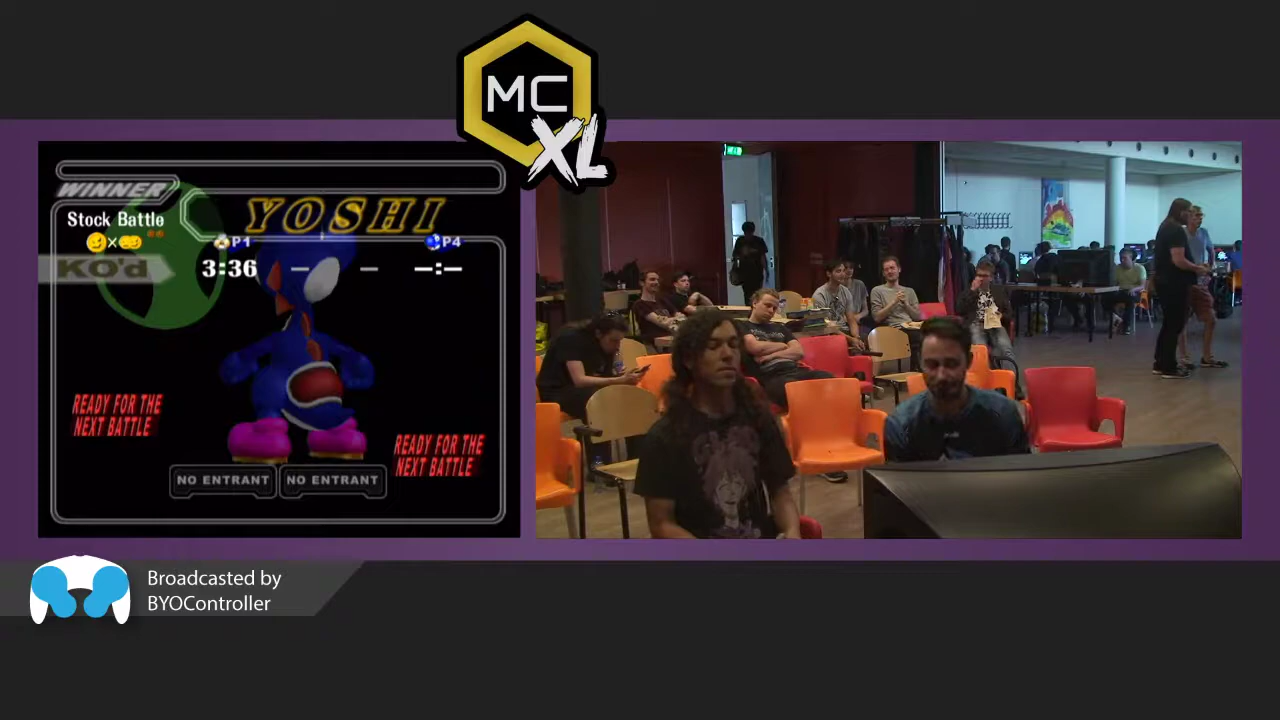 MC
XL
WINNER
YOSHI
Stock Battle
P1
P4
KO'd
3:36
— — —:—
READY FOR THE
NEXT BATTLE
READY FOR THE
NEXT BATTLE
NO ENTRANT
NO ENTRANT
Broadcasted by
BYOController